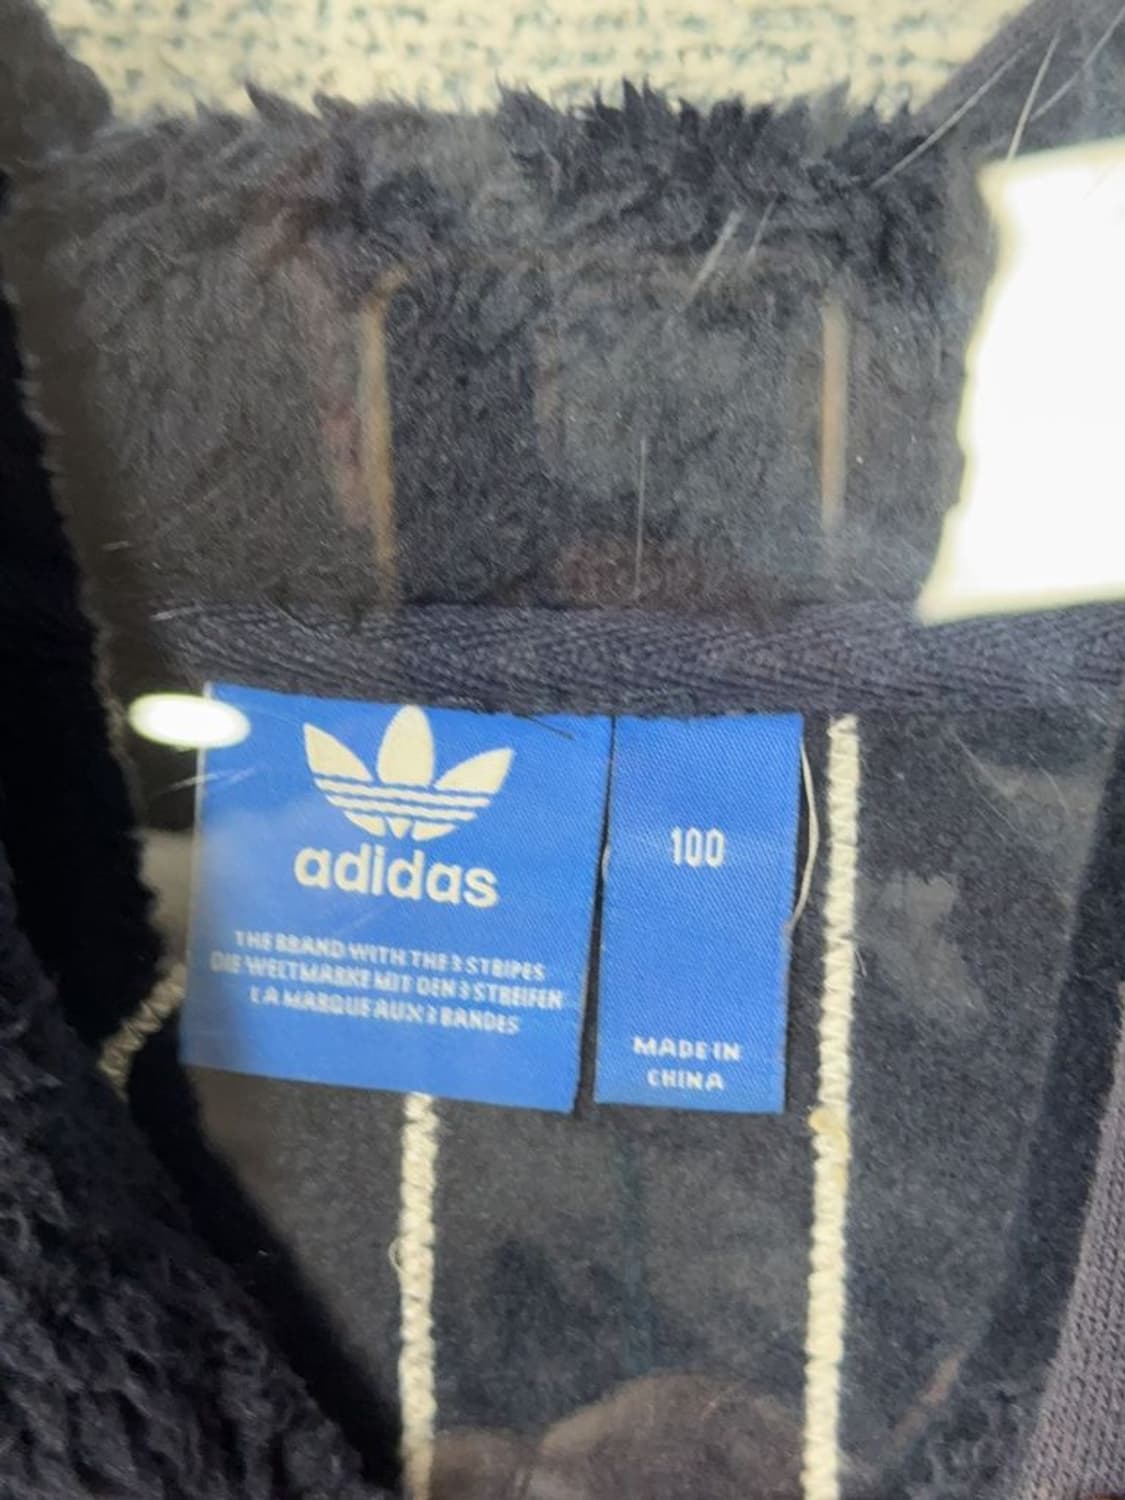 adidas
THE BRAND WITH THE 3 STRIPES
DIE WELTMARKE MIT DEN 3 STREIFEN
LA MARQUE AUX 3 BANDES
100
MADE IN
CHINA